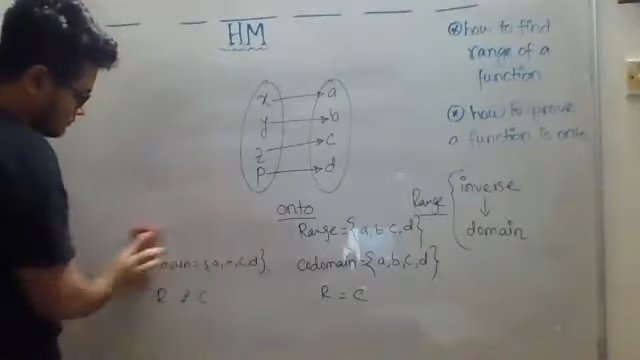 HM
x → a
y → b
z → c
p → d
onto
Range = {a, b, c, d}
codomain = {a, b, c, d}
R = C
R ≠ C
* how to find
range of a
function
* how to prove
a function is onto
Range { inverse
↓
domain